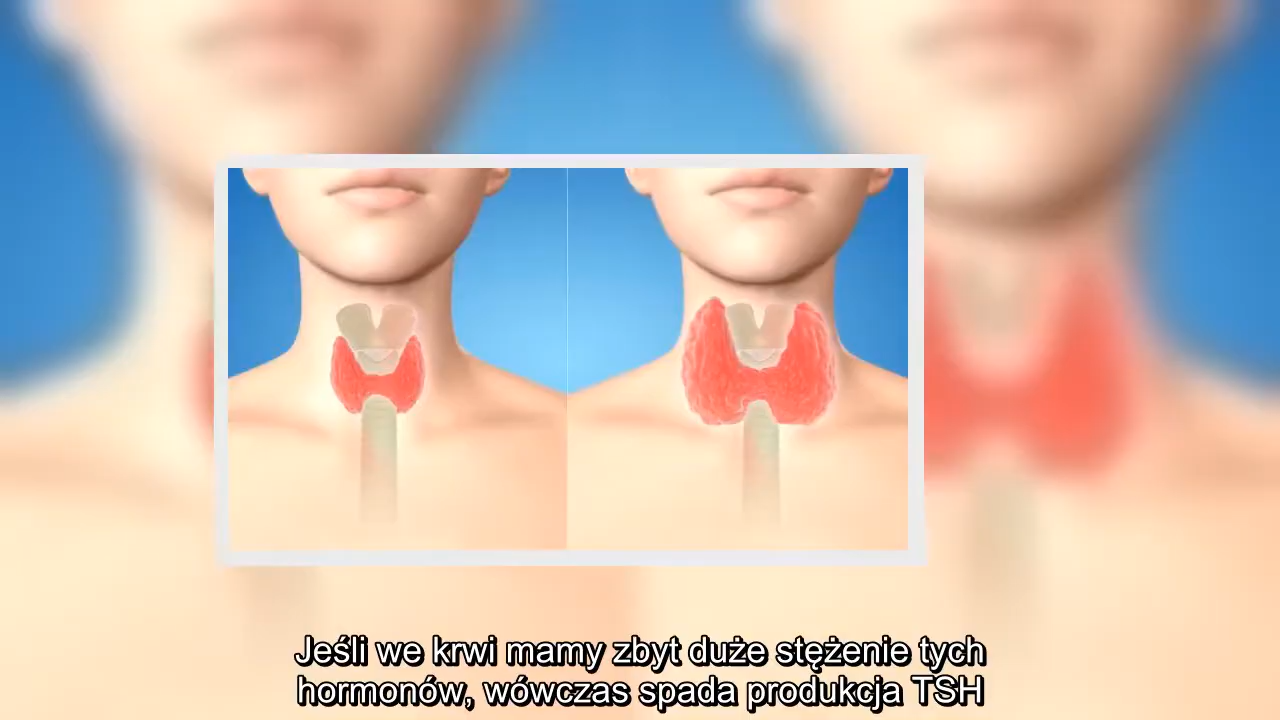 Jeśli we krwi mamy zbyt duże stężenie tych
hormonów, wówczas spada produkcja TSH